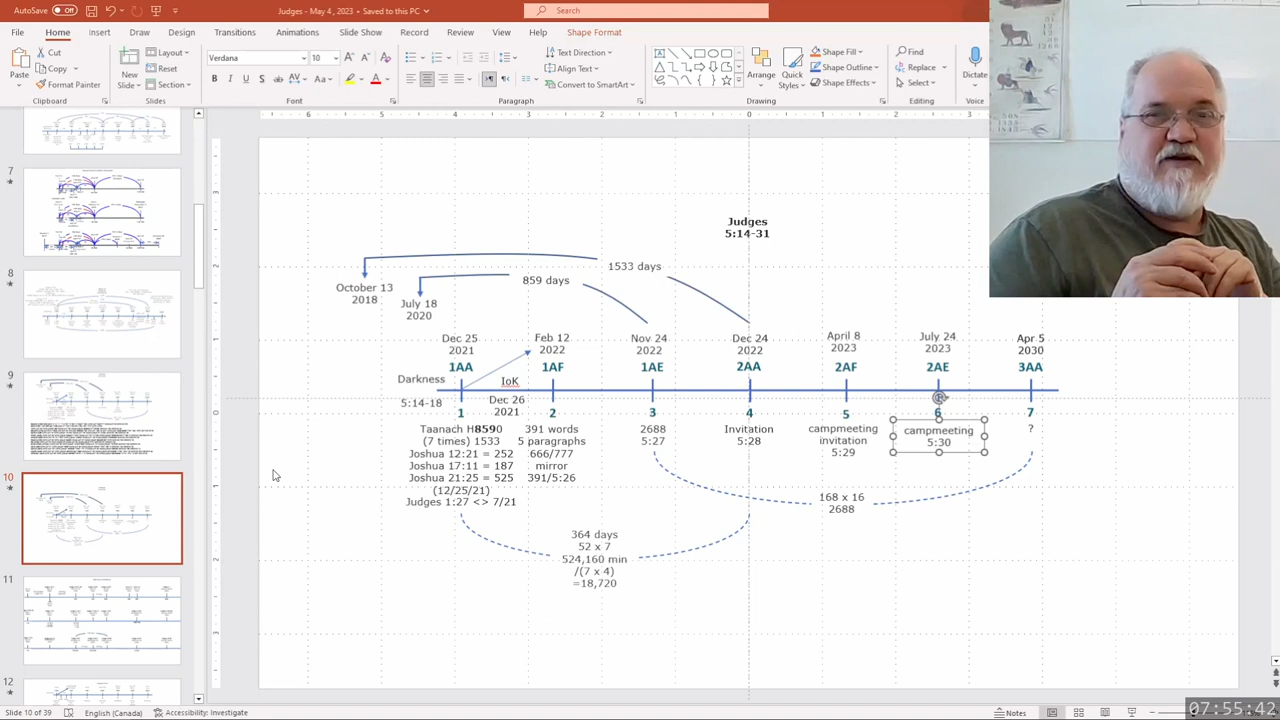 AutoSave Off Judges - May 4, 2023 • Saved to this PC Search
File Home Insert Draw Design Transitions Animations Slide Show Record Review View Help Shape Format
Paste Cut Copy Format Painter
Clipboard
New Slide Layout Reset Section
Slides
Verdana 10
Font
Paragraph
Text Direction
Align Text
Convert to SmartArt
Arrange Quick Styles Shape Fill Shape Outline Shape Effects
Drawing
Find Replace Select
Editing
Dictate
Voice
7
8
9
10
11
12
Judges
5:14-31
1533 days
859 days
October 13
2018
July 18
2020
Dec 25
2021
1AA
Feb 12
2022
1AF
Nov 24
2022
1AE
Dec 24
2022
2AA
April 8
2023
2AF
July 24
2023
2AE
Apr 5
2030
3AA
Darkness
5:14-18
IoK
Dec 26
2021
1 2 3 4 5 6 7
(7 times)
Joshua 12:21 = 252
Joshua 17:11 = 187
Joshua 21:25 = 525
(12/25/21)
Judges 1:27 <> 7/21
391 words
5 paragraphs
666/777
mirror
391/5:26
2688
5:27
Invitation
5:28
campmeeting
invitation
5:29
campmeeting
5:30
?
168 x 16
2688
364 days
52 x 7
524,160 min
/(7 x 4)
=18,720
Slide 10 of 39 English (Canada) Accessibility: Investigate Notes
07:55:42